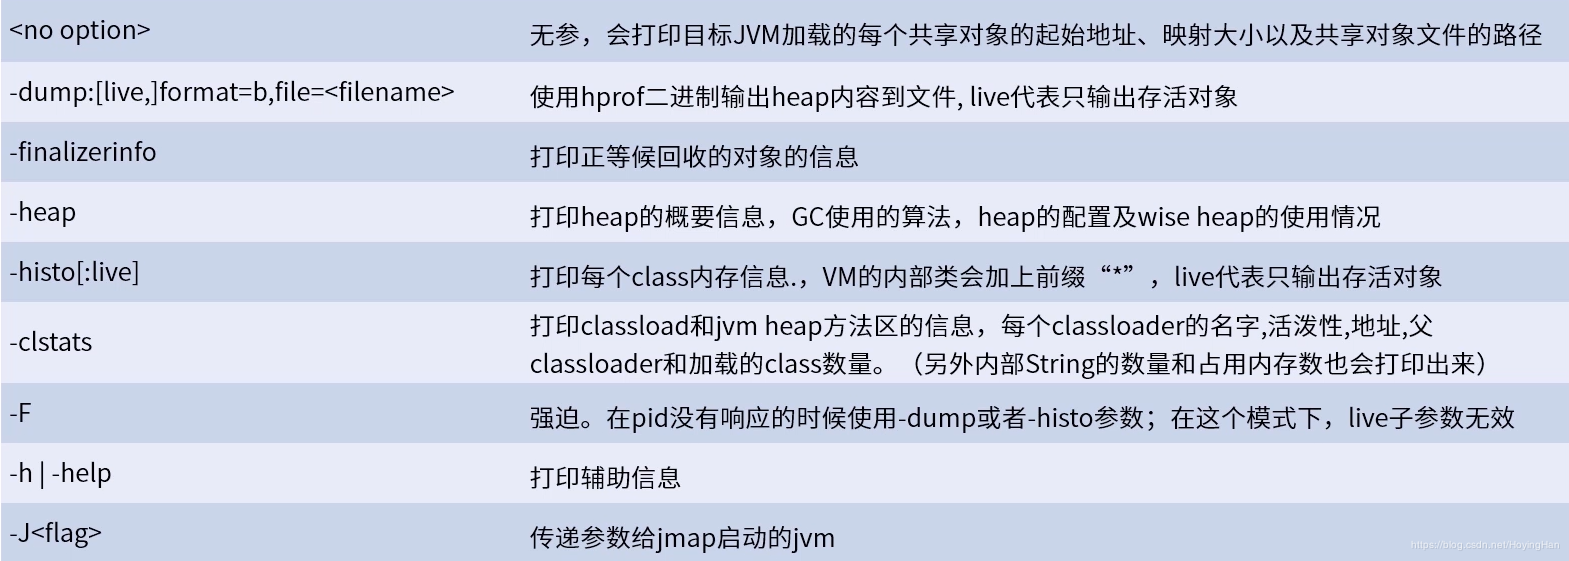 <no option>
无参，会打印目标JVM加载的每个共享对象的起始地址、映射大小以及共享对象文件的路径
-dump:[live,]format=b,file=<filename>
使用hprof二进制输出heap内容到文件, live代表只输出存活对象
-finalizerinfo
打印正等候回收的对象的信息
-heap
打印heap的概要信息，GC使用的算法，heap的配置及wise heap的使用情况
-histo[:live]
打印每个class内存信息.，VM的内部类会加上前缀“*”，live代表只输出存活对象
-clstats
打印classload和jvm heap方法区的信息，每个classloader的名字,活泼性,地址,父
classloader和加载的class数量。（另外内部String的数量和占用内存数也会打印出来）
-F
强迫。在pid没有响应的时候使用-dump或者-histo参数；在这个模式下，live子参数无效
-h | -help
打印辅助信息
-J<flag>
传递参数给jmap启动的jvm
https://blog.csdn.net/HoyingHan